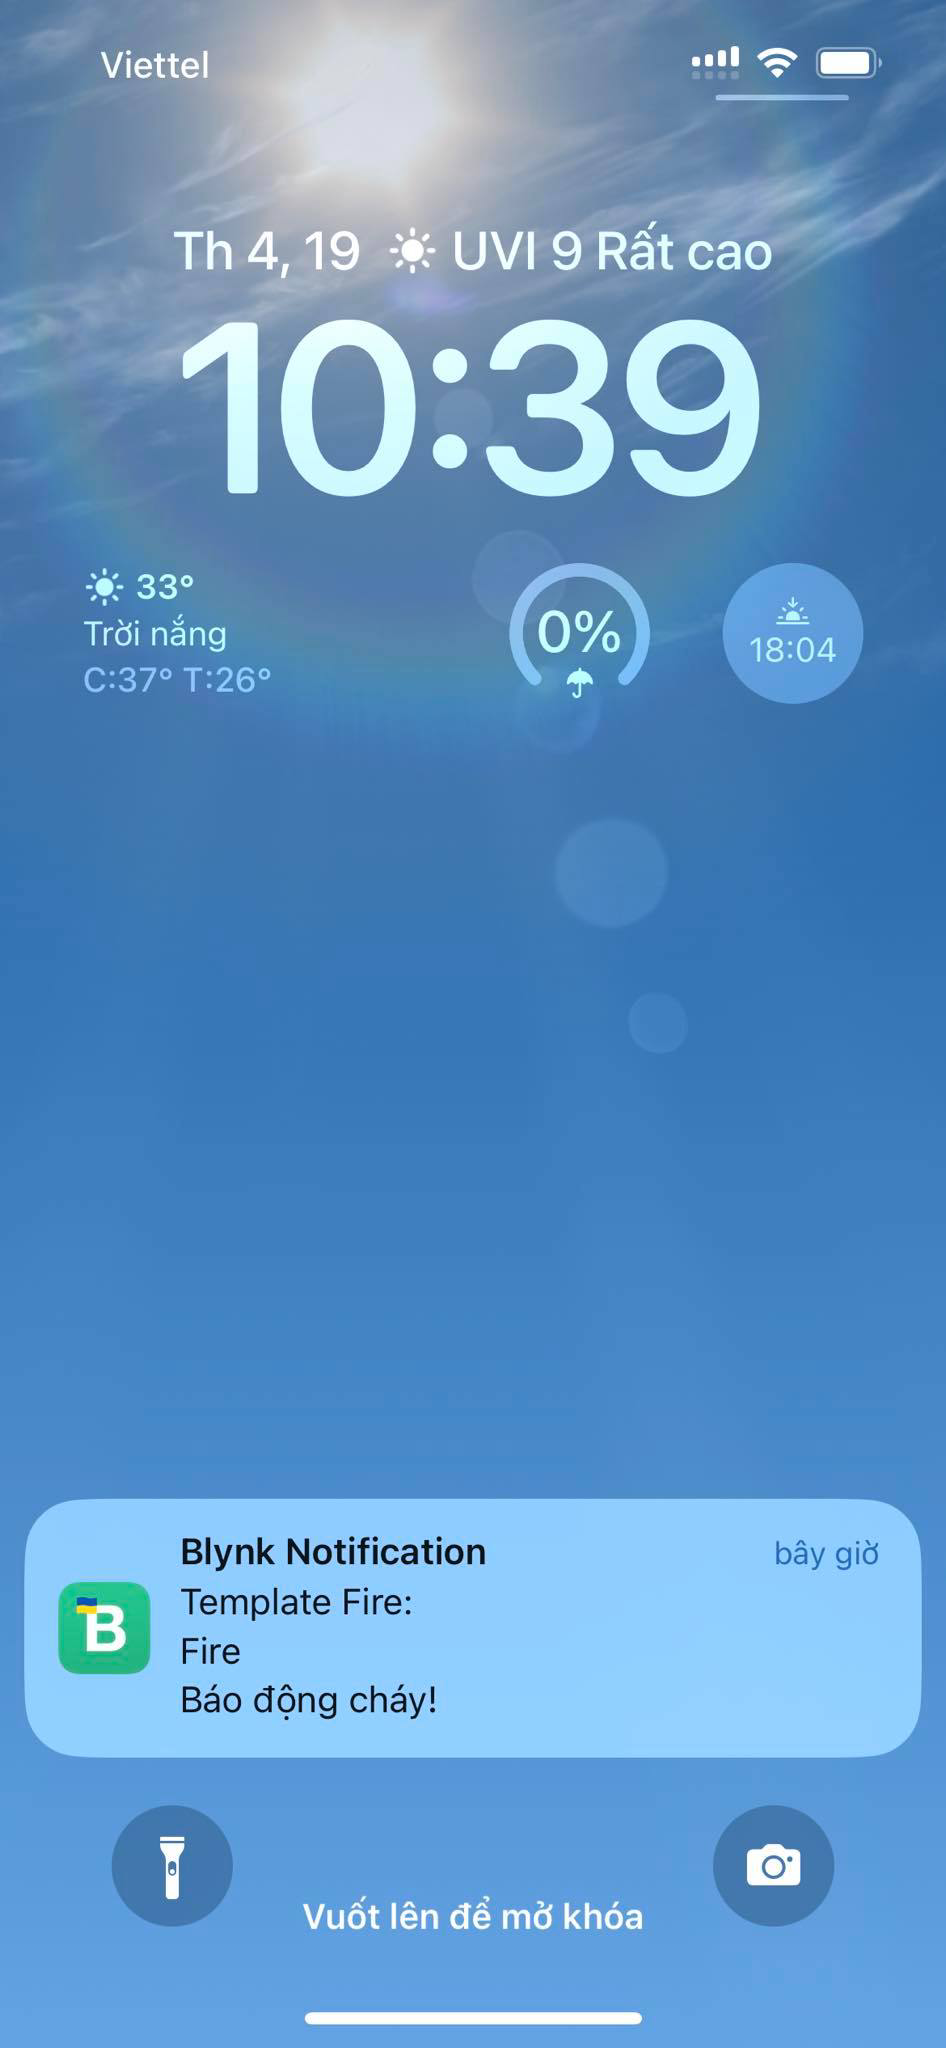 Viettel
Th 4, 19 UVI 9 Rất cao
10:39
33°
Trời nắng
C:37° T:26°
0%
18:04
Blynk Notification
bây giờ
Template Fire:
Fire
Báo động cháy!
B
Vuốt lên để mở khóa